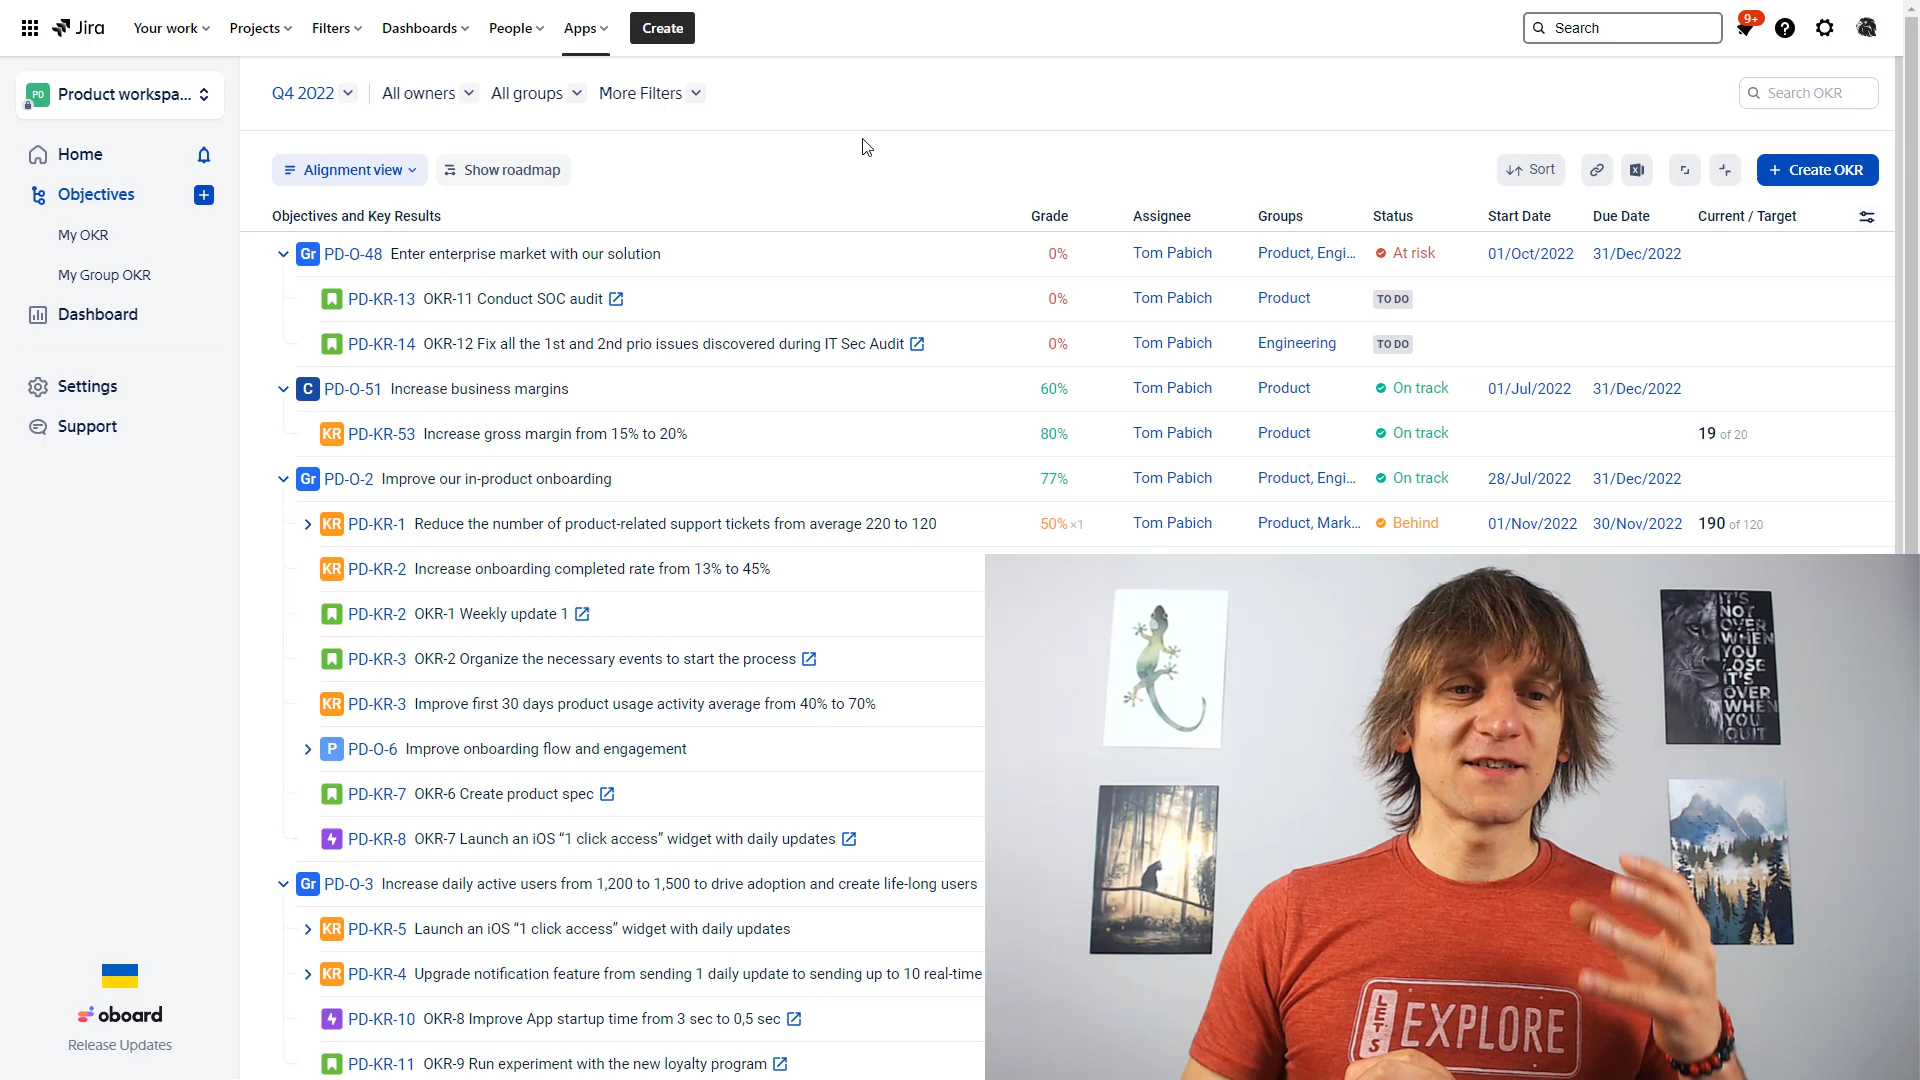 Jira Your work Projects Filters Dashboards People Apps Create Search 9+
PD Product workspa...
Home
Objectives
My OKR
My Group OKR
Dashboard
Settings
Support
oboard
Release Updates
Q4 2022 All owners All groups More Filters Search OKR
Alignment view Show roadmap Sort + Create OKR
Objectives and Key Results Grade Assignee Groups Status Start Date Due Date Current / Target
Gr PD-O-48 Enter enterprise market with our solution 0% Tom Pabich Product, Engi... At risk 01/Oct/2022 31/Dec/2022
PD-KR-13 OKR-11 Conduct SOC audit 0% Tom Pabich Product TO DO
PD-KR-14 OKR-12 Fix all the 1st and 2nd prio issues discovered during IT Sec Audit 0% Tom Pabich Engineering TO DO
C PD-O-51 Increase business margins 60% Tom Pabich Product On track 01/Jul/2022 31/Dec/2022
KR PD-KR-53 Increase gross margin from 15% to 20% 80% Tom Pabich Product On track 19 of 20
Gr PD-O-2 Improve our in-product onboarding 77% Tom Pabich Product, Engi... On track 28/Jul/2022 31/Dec/2022
KR PD-KR-1 Reduce the number of product-related support tickets from average 220 to 120 50% ×1 Tom Pabich Product, Mark... Behind 01/Nov/2022 30/Nov/2022 190 of 120
KR PD-KR-2 Increase onboarding completed rate from 13% to 45%
PD-KR-2 OKR-1 Weekly update 1
PD-KR-3 OKR-2 Organize the necessary events to start the process
KR PD-KR-3 Improve first 30 days product usage activity average from 40% to 70%
P PD-O-6 Improve onboarding flow and engagement
PD-KR-7 OKR-6 Create product spec
PD-KR-8 OKR-7 Launch an iOS “1 click access” widget with daily updates
Gr PD-O-3 Increase daily active users from 1,200 to 1,500 to drive adoption and create life-long users
KR PD-KR-5 Launch an iOS “1 click access” widget with daily updates
KR PD-KR-4 Upgrade notification feature from sending 1 daily update to sending up to 10 real-time
PD-KR-10 OKR-8 Improve App startup time from 3 sec to 0,5 sec
PD-KR-11 OKR-9 Run experiment with the new loyalty program
IT'S
NOT
OVER
WHEN
YOU
LOSE
IT'S
OVER
WHEN
YOU
QUIT
LET'S
EXPLORE